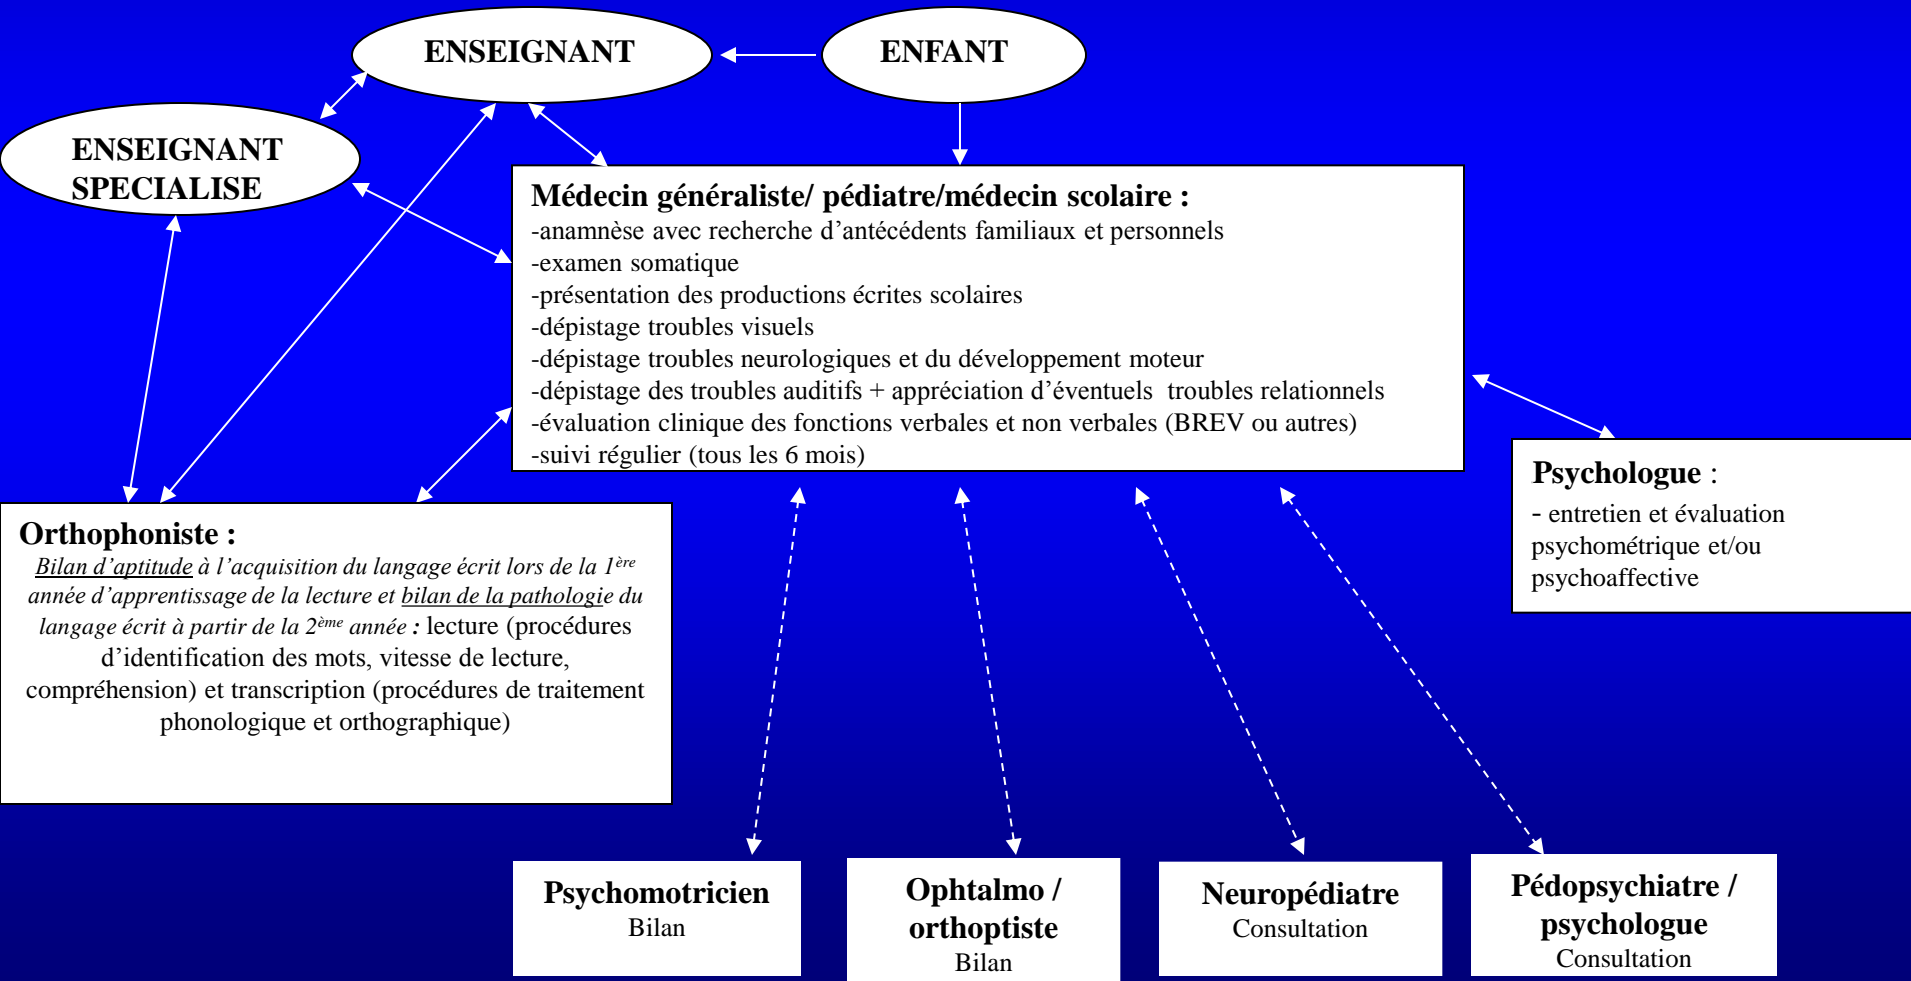 ENSEIGNANT
ENFANT
ENSEIGNANT
SPECIALISE
Médecin généraliste/ pédiatre/médecin scolaire :
-anamnèse avec recherche d’antécédents familiaux et personnels
-examen somatique
-présentation des productions écrites scolaires
-dépistage troubles visuels
-dépistage troubles neurologiques et du développement moteur
-dépistage des troubles auditifs + appréciation d’éventuels  troubles relationnels
-évaluation clinique des fonctions verbales et non verbales (BREV ou autres)
-suivi régulier (tous les 6 mois)
Psychologue :
- entretien et évaluation
psychométrique et/ou
psychoaffective
Orthophoniste :
Bilan d’aptitude à l’acquisition du langage écrit lors de la 1ère
année d’apprentissage de la lecture et bilan de la pathologie du
langage écrit à partir de la 2ème année : lecture (procédures
d’identification des mots, vitesse de lecture,
compréhension) et transcription (procédures de traitement
phonologique et orthographique)
Psychomotricien
Bilan
Ophtalmo /
orthoptiste
Bilan
Neuropédiatre
Consultation
Pédopsychiatre /
psychologue
Consultation